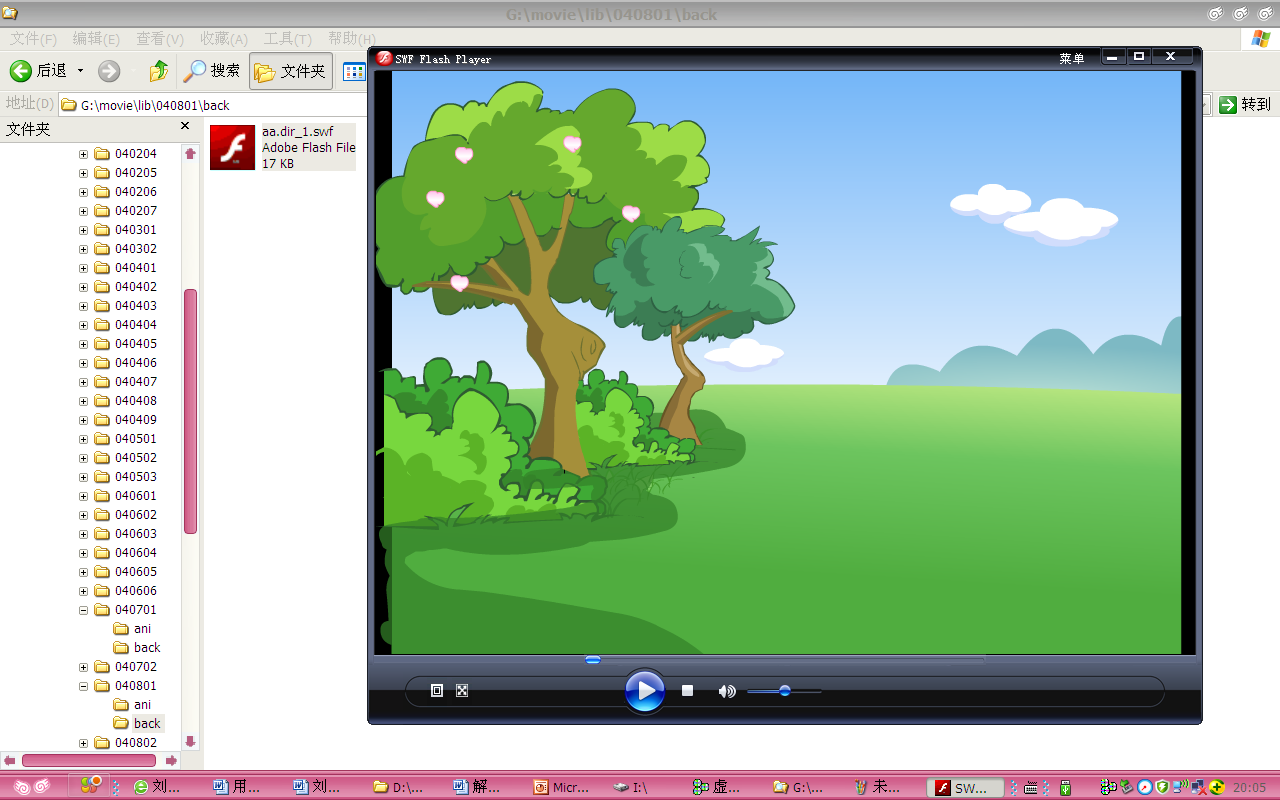 G:\movie\lib\040801\back
文件(F) 编辑(E) 查看(V) 收藏(A) 工具(T) 帮助(H)
后退 搜索 文件夹
地址(D) G:\movie\lib\040801\back 转到
文件夹
040204
040205
040206
040207
040301
040302
040401
040402
040403
040404
040405
040406
040407
040408
040409
040501
040502
040503
040601
040602
040603
040604
040605
040606
040701
ani
back
040702
040801
ani
back
040802
aa.dir_1.swf
Adobe Flash File
17 KB
SWF Flash Player 菜单
刘... 用... 刘... D:\... 解... Micr... I:\ 虚... G:\... 未... SW... 20:05